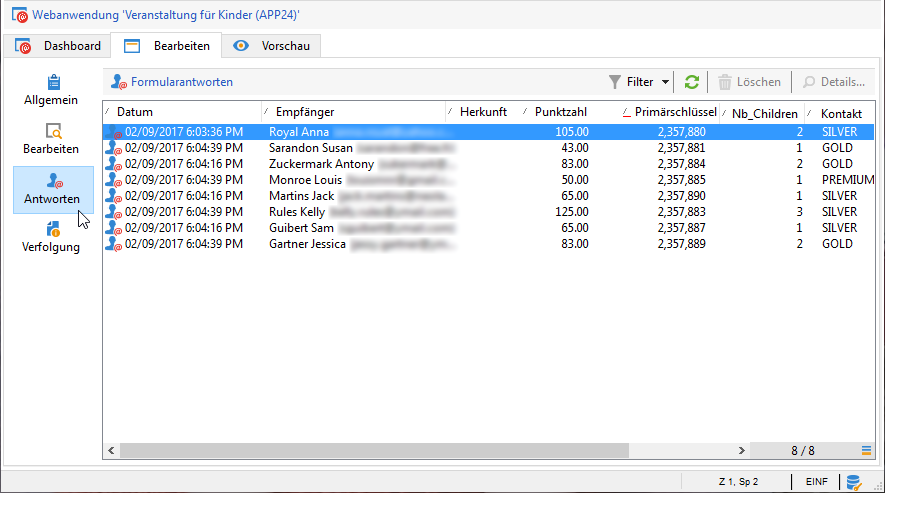 Webanwendung 'Veranstaltung für Kinder (APP24)'
Dashboard Bearbeiten Vorschau
Allgemein
Bearbeiten
Antworten
Verfolgung
Formularantworten Filter Löschen Details...
Datum Empfänger Herkunft Punktzahl Primärschlüssel Nb_Children Kontakt
02/09/2017 6:03:36 PM Royal Anna 105.00 2,357,880 2 SILVER
02/09/2017 6:04:39 PM Sarandon Susan 43.00 2,357,881 1 GOLD
02/09/2017 6:04:16 PM Zuckermark Antony 83.00 2,357,884 2 GOLD
02/09/2017 6:04:39 PM Monroe Louis 50.00 2,357,885 1 PREMIUM
02/09/2017 6:04:16 PM Martins Jack 65.00 2,357,890 1 SILVER
02/09/2017 6:04:39 PM Rules Kelly 125.00 2,357,883 3 SILVER
02/09/2017 6:04:16 PM Guibert Sam 65.00 2,357,887 1 SILVER
02/09/2017 6:04:39 PM Gartner Jessica 83.00 2,357,889 2 GOLD
8 / 8
Z 1, Sp 2 EINF